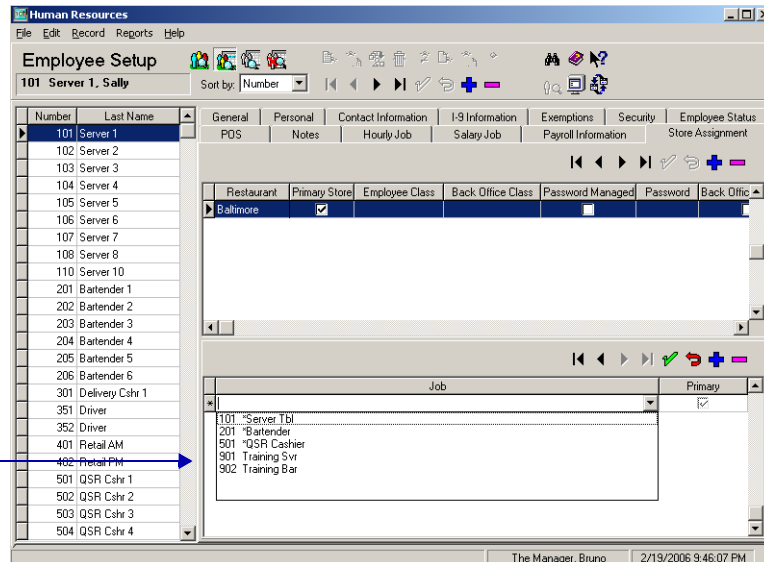 Human Resources
File Edit Record Reports Help
Employee Setup
101 Server 1, Sally
Sort by: Number
Number Last Name
101 Server 1
102 Server 2
103 Server 3
104 Server 4
105 Server 5
106 Server 6
107 Server 7
108 Server 8
110 Server 10
201 Bartender 1
202 Bartender 2
203 Bartender 3
204 Bartender 4
205 Bartender 5
206 Bartender 6
301 Delivery Cshr 1
351 Driver
352 Driver
401 Retail AM
402 Retail PM
501 QSR Cshr 1
502 QSR Cshr 2
503 QSR Cshr 3
504 QSR Cshr 4
General Personal Contact Information I-9 Information Exemptions Security Employee Status
POS Notes Hourly Job Salary Job Payroll Information Store Assignment
Restaurant Primary Store Employee Class Back Office Class Password Managed Password Back Offic
Baltimore
Job Primary
101 *Server Tbl
201 *Bartender
501 *QSR Cashier
901 Training Svr
902 Training Bar
The Manager, Bruno 2/19/2006 9:46:07 PM